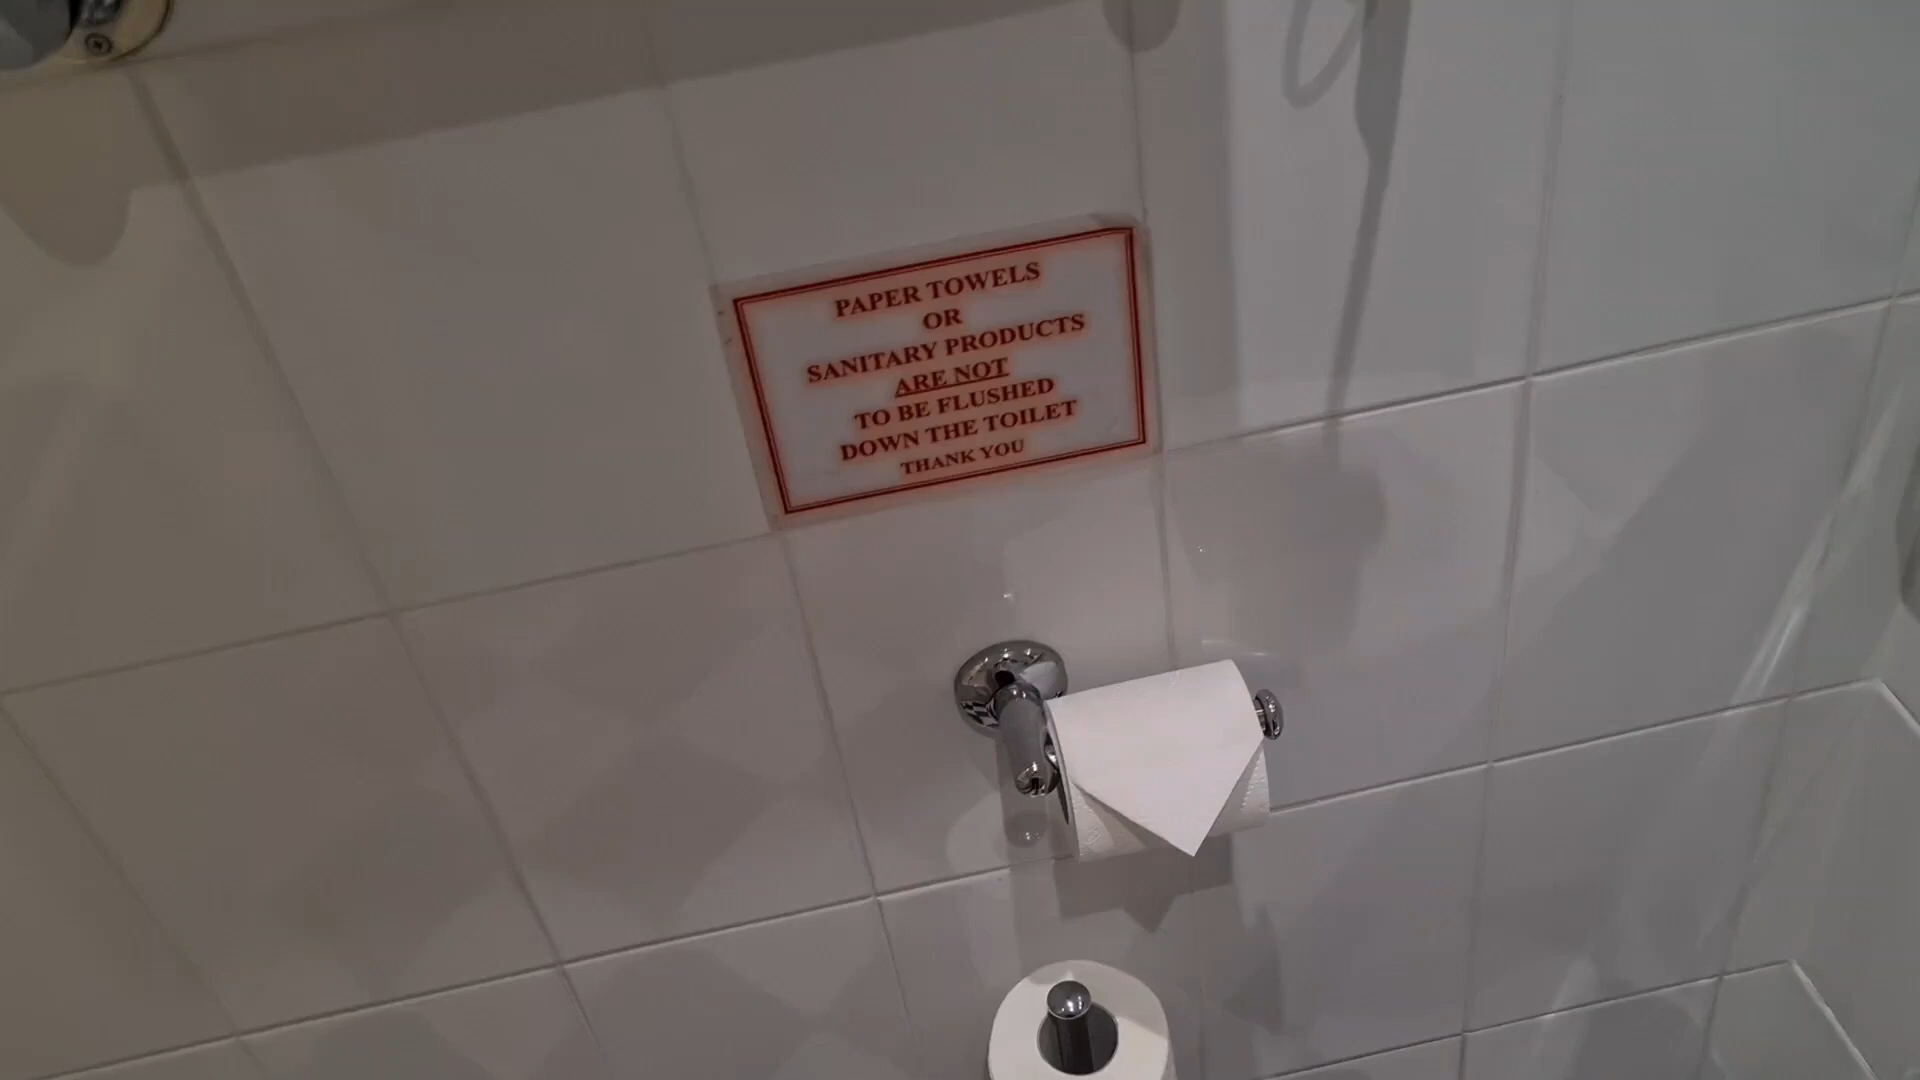 PAPER TOWELS
OR
SANITARY PRODUCTS
ARE NOT
TO BE FLUSHED
DOWN THE TOILET
THANK YOU